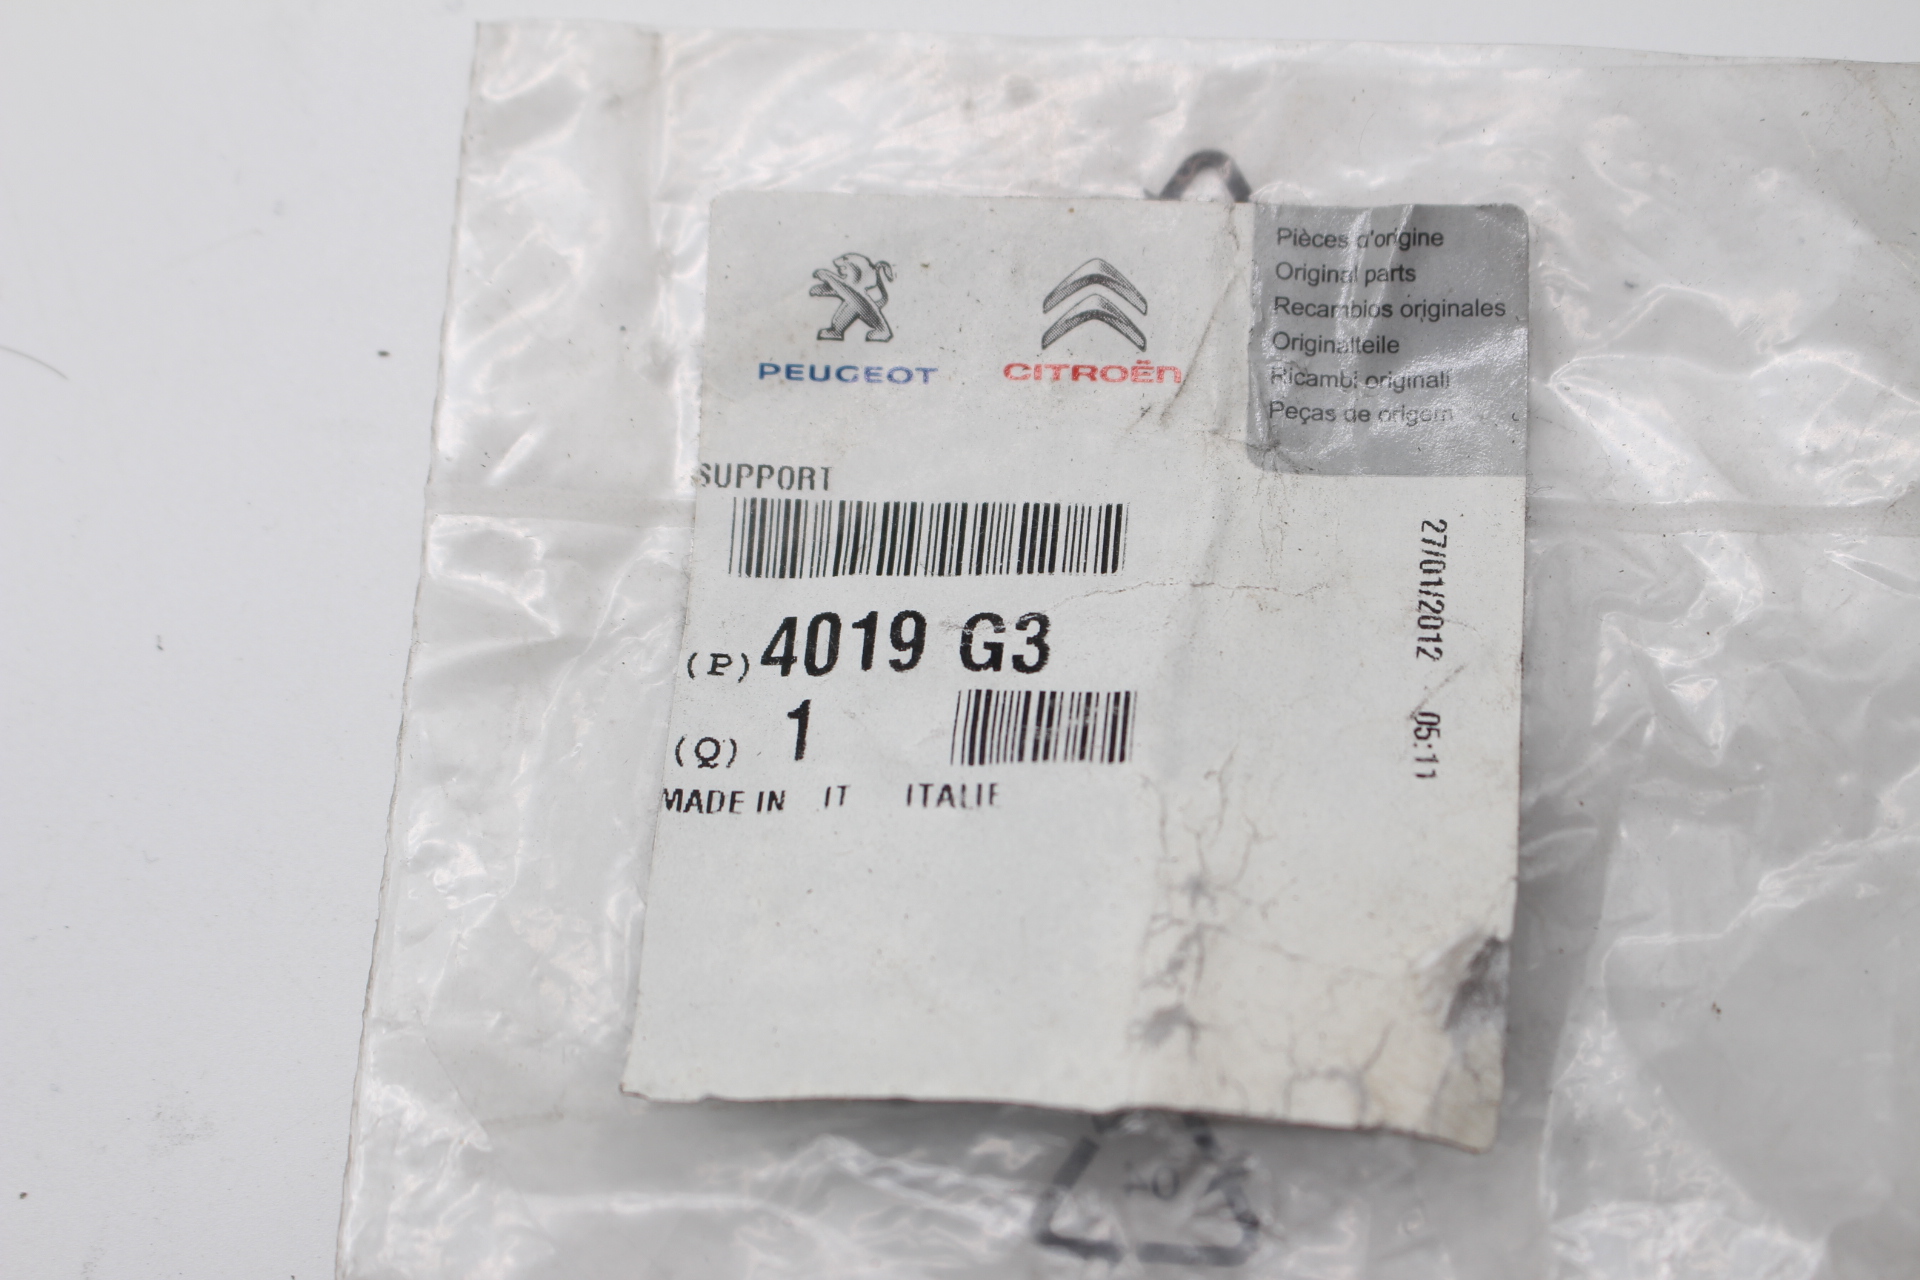 PEUGEOT
CITROËN
Pièces d'origine
Original parts
Recambios originales
Originalteile
Ricambi originali
Peças de origem
SUPPORT
(P) 4019 G3
(Q) 1
MADE IN IT ITALIE
27/01/2012 05:11